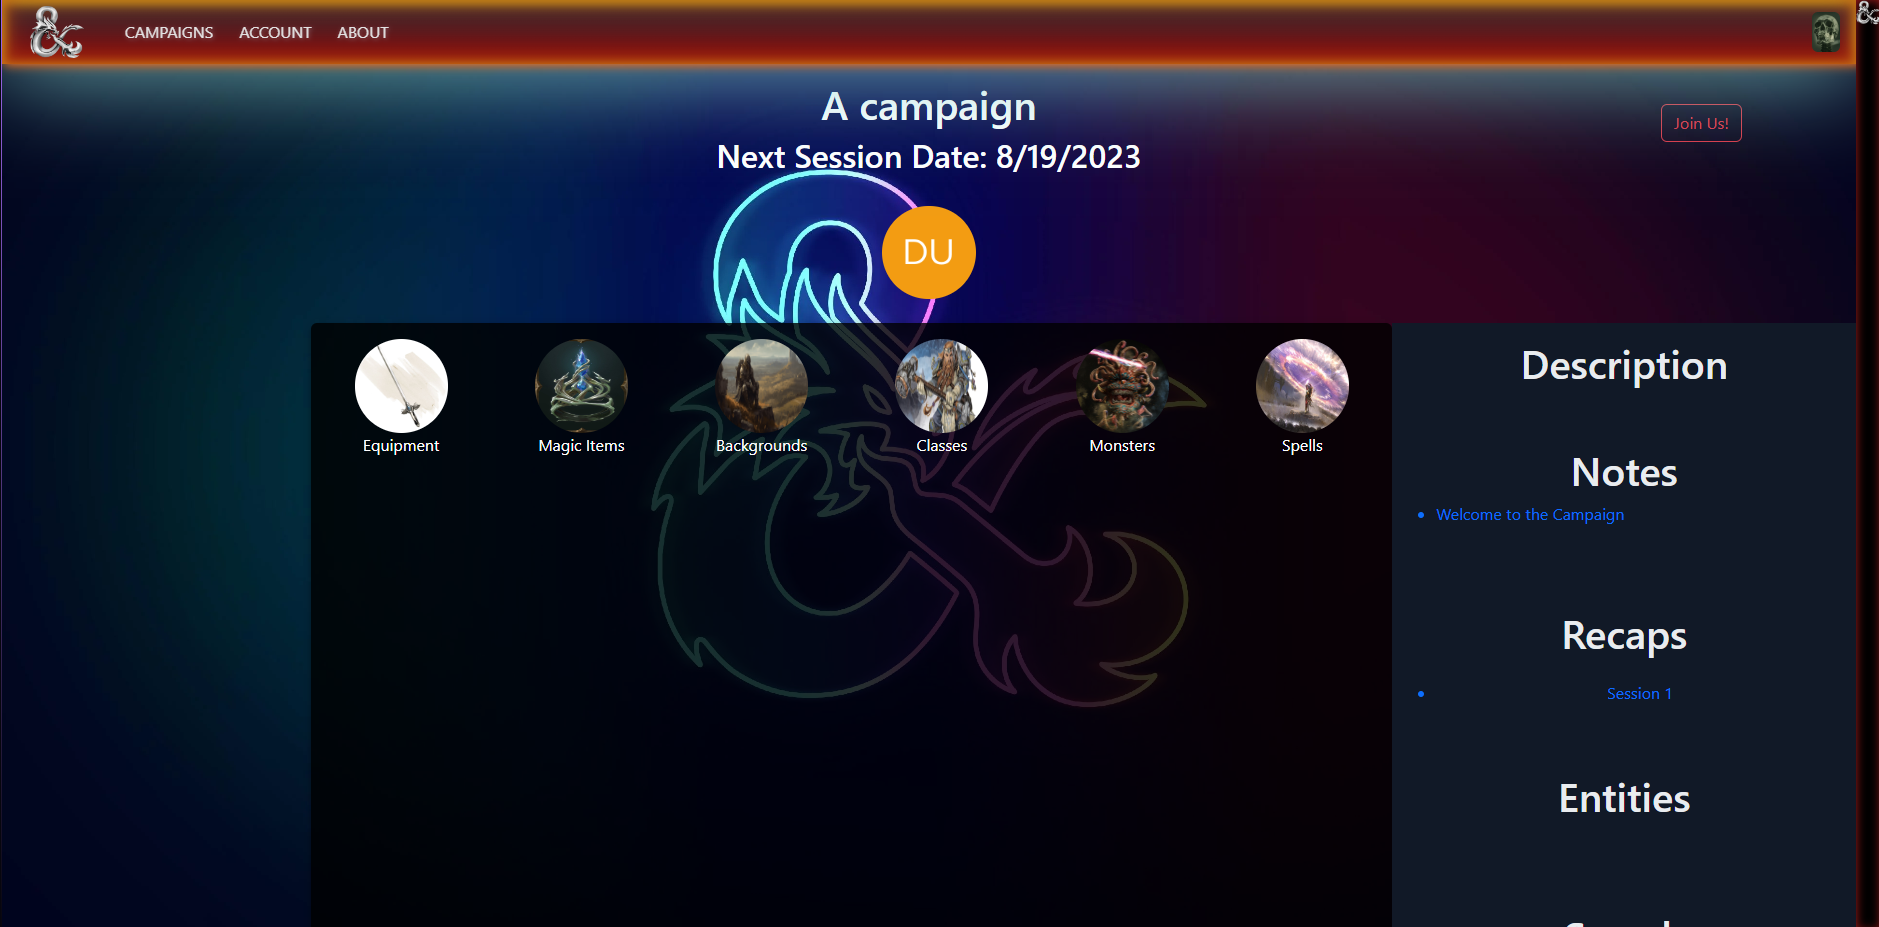 CAMPAIGNS ACCOUNT ABOUT
A campaign
Join Us!
Next Session Date: 8/19/2023
DU
Equipment Magic Items Backgrounds Classes Monsters Spells
Description
Notes
Welcome to the Campaign
Recaps
Session 1
Entities